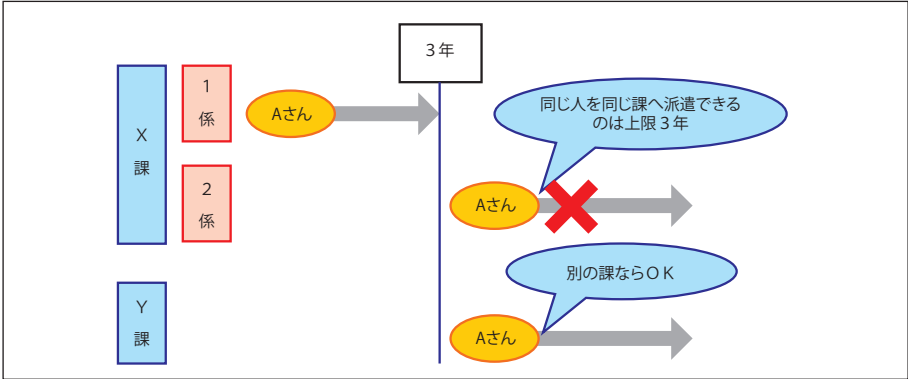 3年
X
課
1
係
2
係
Aさん
同じ人を同じ課へ派遣できる
のは上限3年
Aさん
別の課ならOK
Y
課
Aさん